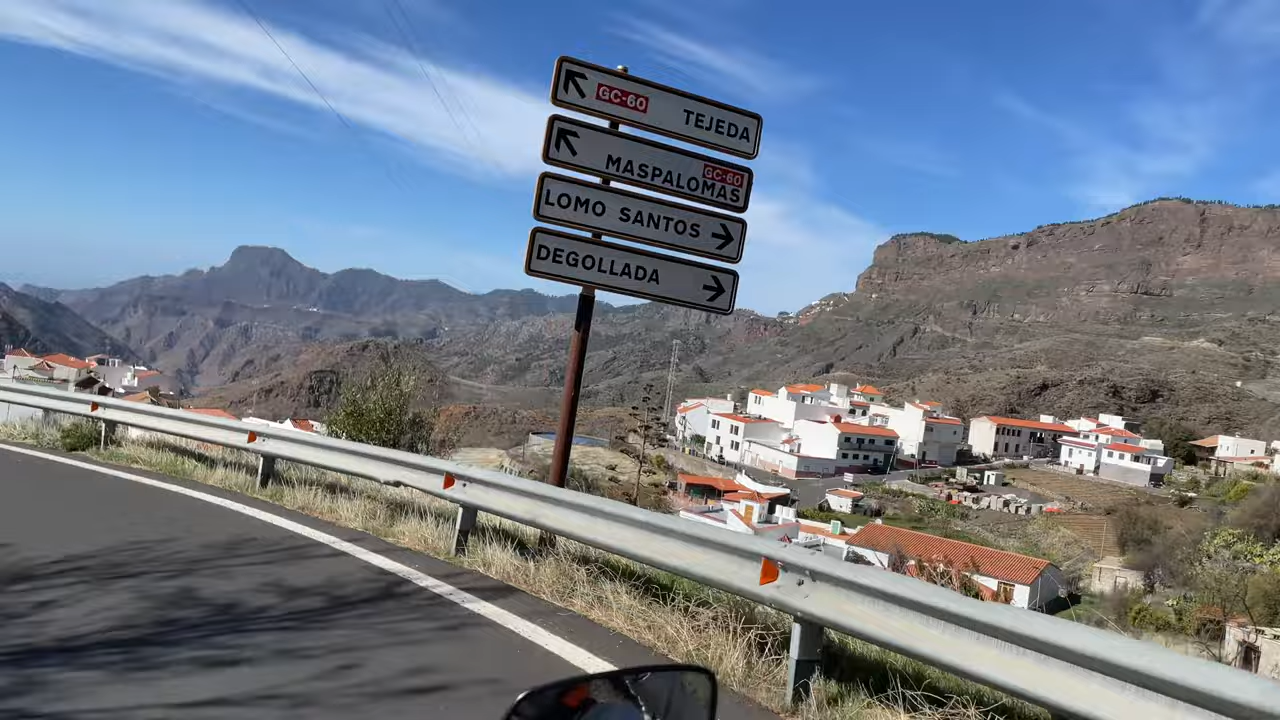 GC-60 TEJEDA
GC-60
MASPALOMAS
LOMO SANTOS
DEGOLLADA